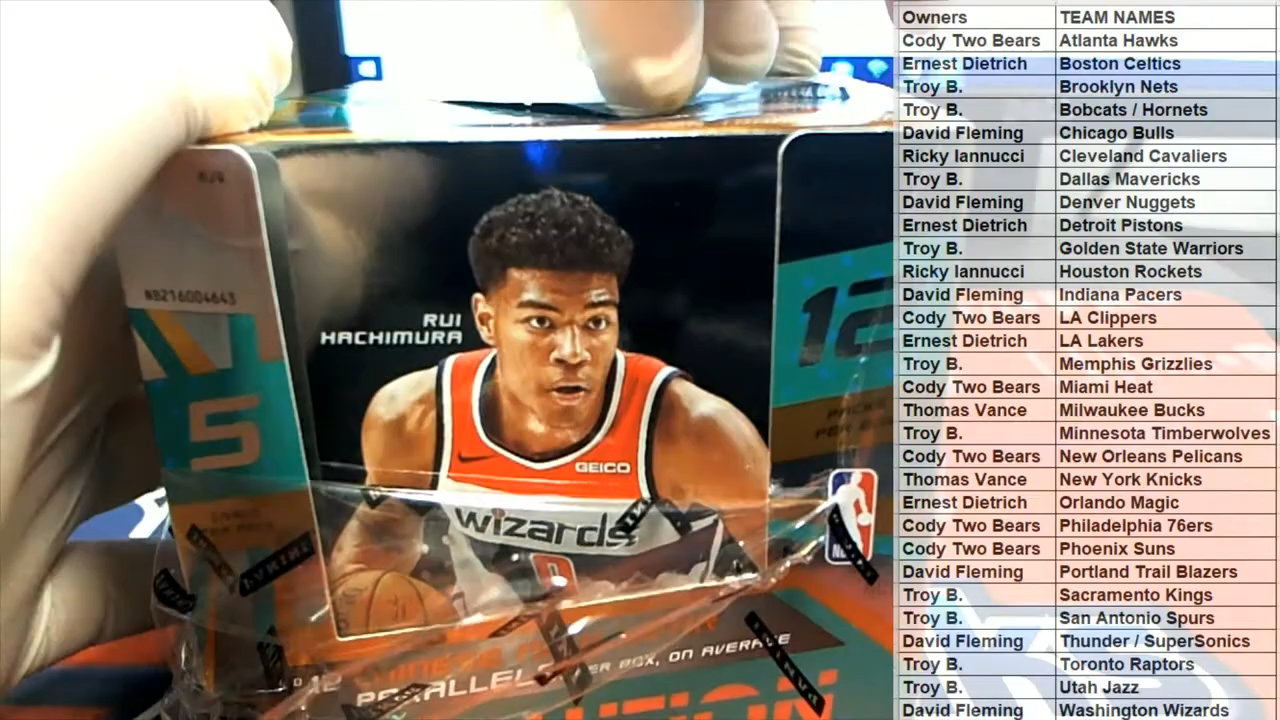 NB216004643
5
RUI
HACHIMURA
GEICO
wizards
12
PARALLELS PER BOX, ON AVERAGE
Owners TEAM NAMES
Cody Two Bears Atlanta Hawks
Ernest Dietrich Boston Celtics
Troy B. Brooklyn Nets
Troy B. Bobcats / Hornets
David Fleming Chicago Bulls
Ricky Iannucci Cleveland Cavaliers
Troy B. Dallas Mavericks
David Fleming Denver Nuggets
Ernest Dietrich Detroit Pistons
Troy B. Golden State Warriors
Ricky Iannucci Houston Rockets
David Fleming Indiana Pacers
Cody Two Bears LA Clippers
Ernest Dietrich LA Lakers
Troy B. Memphis Grizzlies
Cody Two Bears Miami Heat
Thomas Vance Milwaukee Bucks
Troy B. Minnesota Timberwolves
Cody Two Bears New Orleans Pelicans
Thomas Vance New York Knicks
Ernest Dietrich Orlando Magic
Cody Two Bears Philadelphia 76ers
Cody Two Bears Phoenix Suns
David Fleming Portland Trail Blazers
Troy B. Sacramento Kings
Troy B. San Antonio Spurs
David Fleming Thunder / SuperSonics
Troy B. Toronto Raptors
Troy B. Utah Jazz
David Fleming Washington Wizards